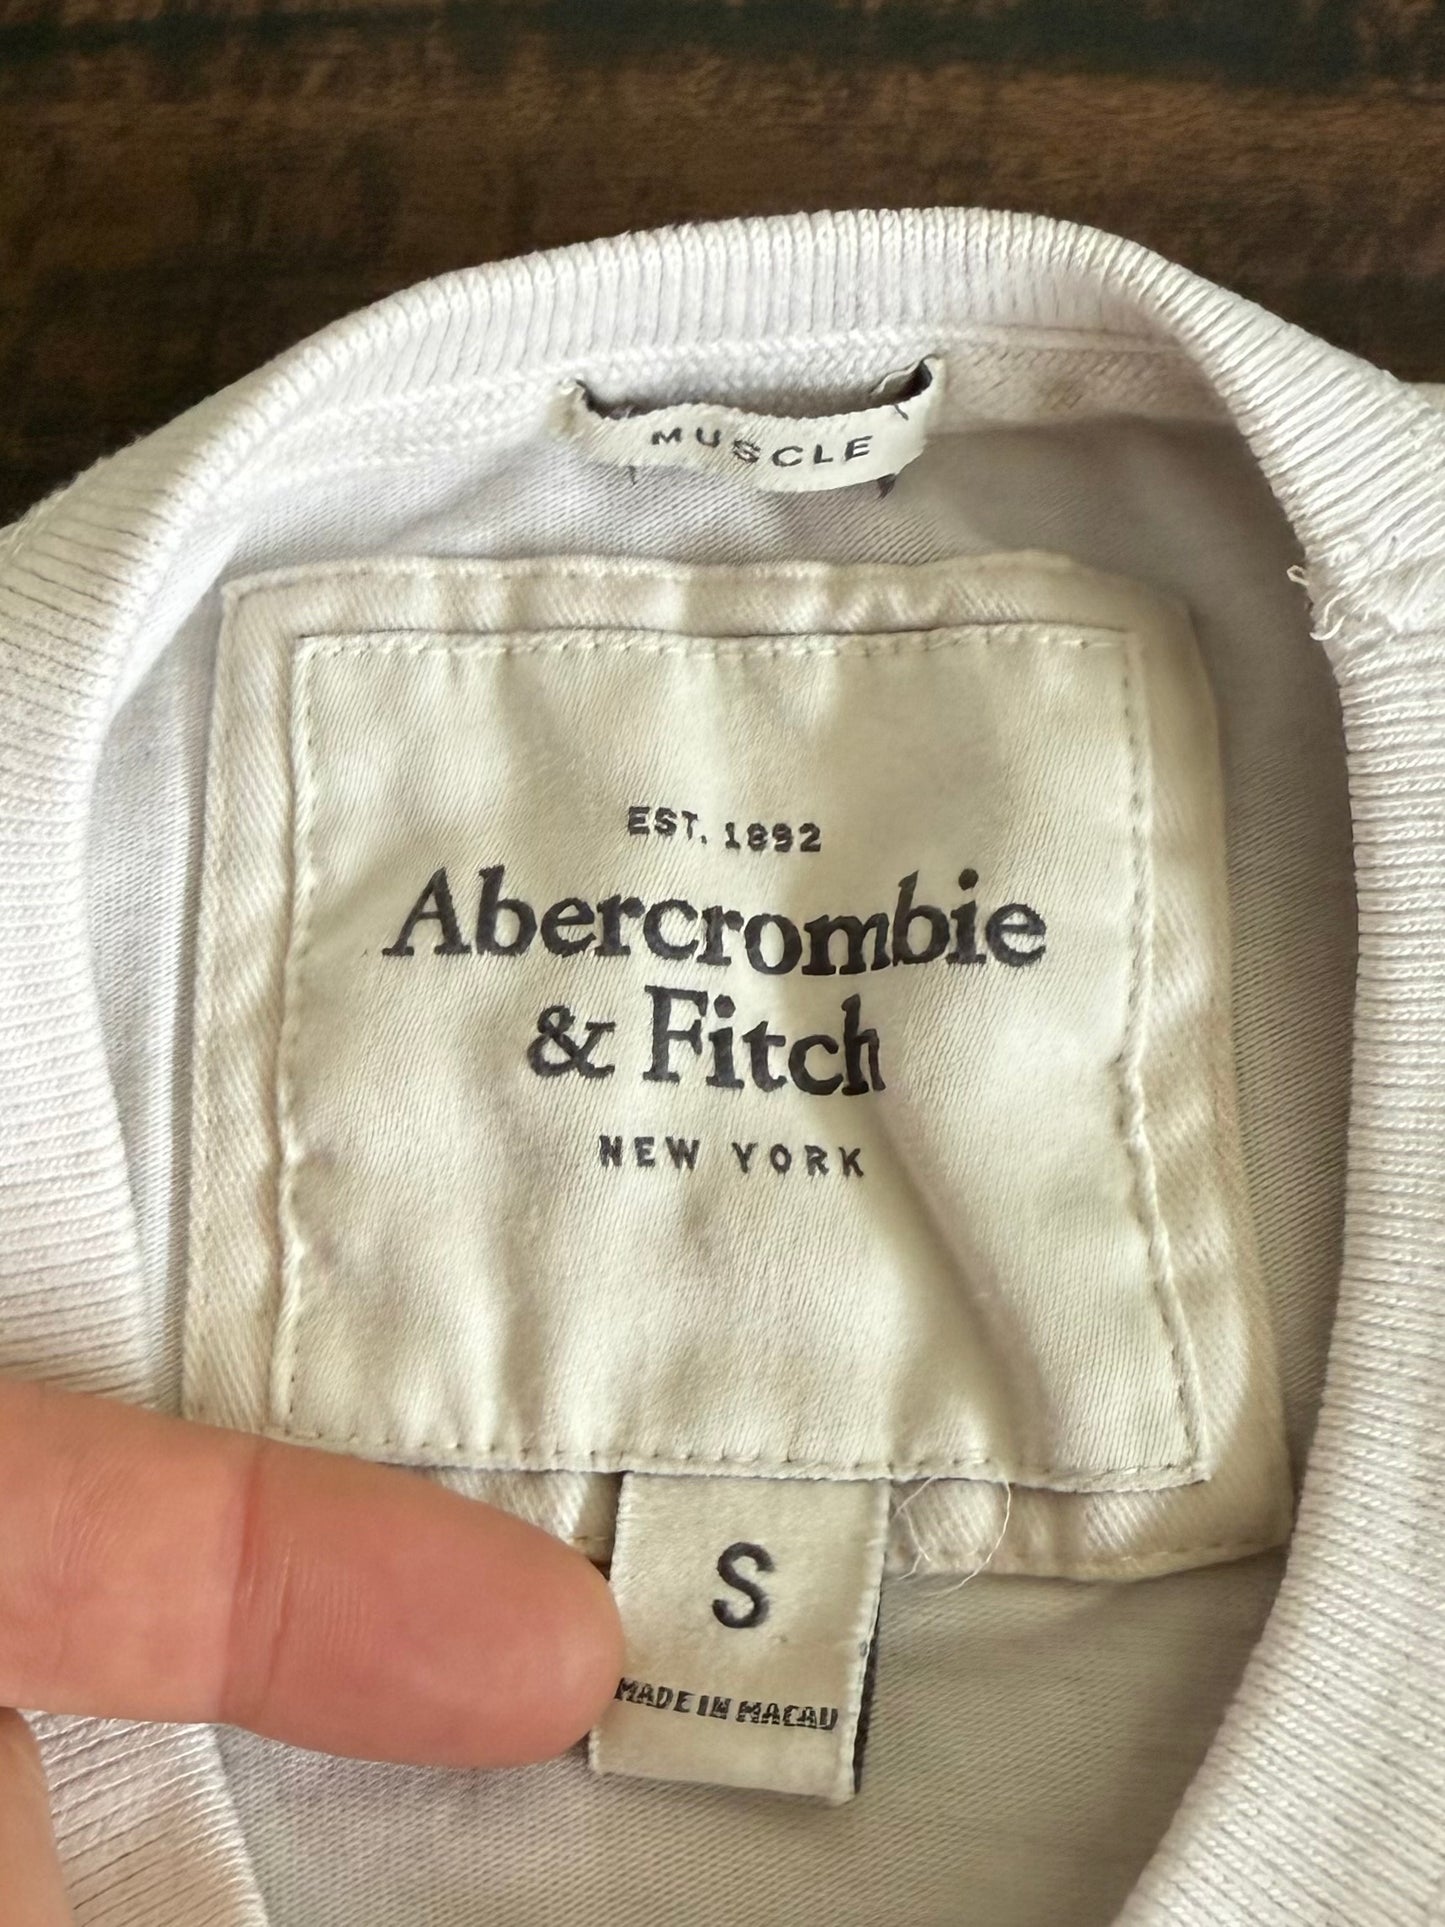 MUSCLE
EST. 1892
Abercrombie
& Fitch
NEW YORK
S
MADE IN MACAU